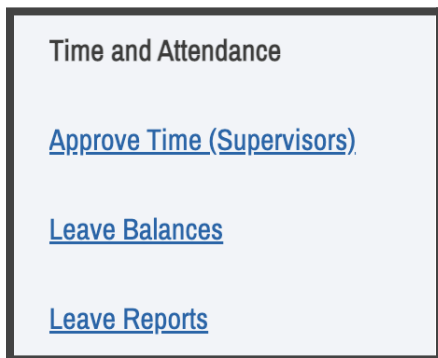 Time and Attendance
Approve Time (Supervisors)
Leave Balances
Leave Reports